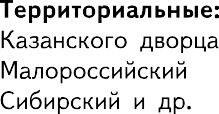 Территориальные:
Казанского дворца
Малороссийский
Сибирский и др.